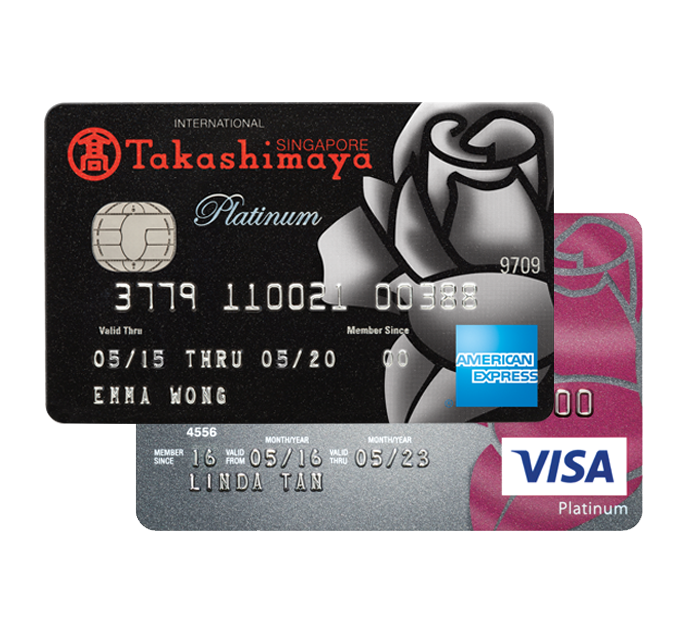 INTERNATIONAL
髙 Takashimaya SINGAPORE
Platinum
9709
3779 110021 00388
Valid Thru Member Since
05/15 THRU 05/20 00
EMMA WONG
AMERICAN
EXPRESS
00
4556
MONTH/YEAR MONTH/YEAR
MEMBER SINCE 16 VALID FROM 05/16 VALID THRU 05/23
LINDA TAN
VISA
Platinum